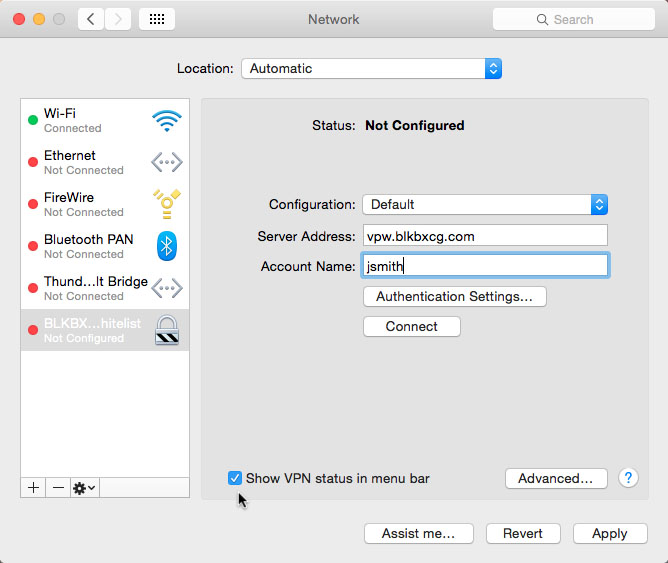 Network
Search
Location: Automatic
Wi-Fi
Connected
Ethernet
Not Connected
FireWire
Not Connected
Bluetooth PAN
Not Connected
Thund...lt Bridge
Not Connected
BLKBX...hitelist
Not Configured
Status: Not Configured
Configuration: Default
Server Address: vpw.blkbxcg.com
Account Name: jsmith
Authentication Settings...
Connect
Show VPN status in menu bar
Advanced...
?
Assist me...
Revert
Apply